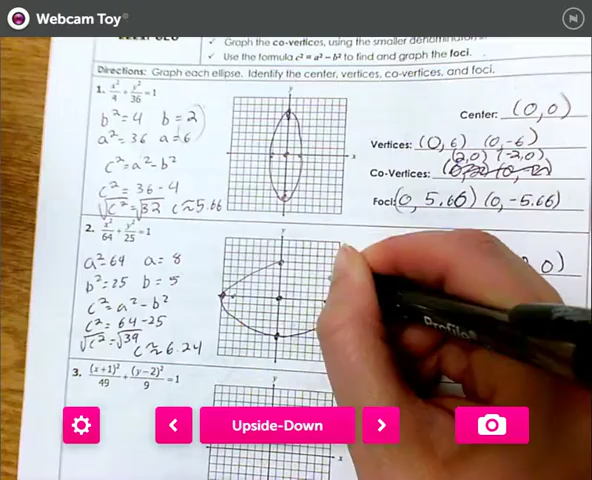 Webcam Toy
Graph the co-vertices, using the smaller
Use the formula c² = a² – b² to find and graph the foci.
Directions: Graph each ellipse. Identify the center, vertices, co-vertices, and foci.
1. x²/4 + y²/36 = 1
b² = 4 b = 2
a² = 36 a = 6
c² = a² - b²
c² = 36 - 4
√c² = √32 c ≈ 5.66
y
x
Center: (0,0)
Vertices: (0,6) (0,-6)
(2,0) (-2,0)
Co-Vertices:
Foci: (0, 5.66) (0, -5.66)
2. x²/64 + y²/25 = 1
a² = 64 a = 8
b² = 25 b = 5
c² = a² - b²
c² = 64 - 25
√c² = √39
c ≈ 6.24
y
0)
3. (x+1)²/49 + (y-2)²/9 = 1
y
x
Profile
Upside-Down